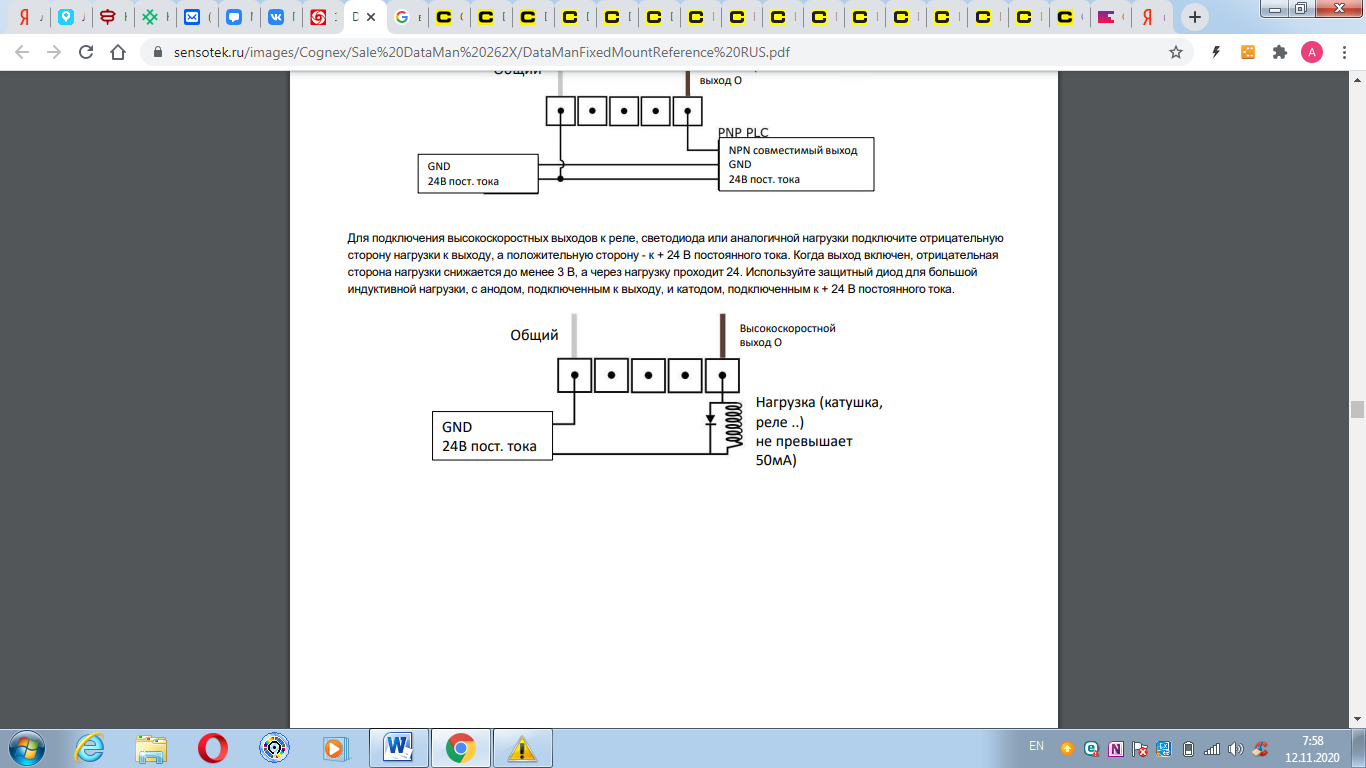 sensotek.ru/images/Cognex/Sale%20DataMan%20262X/DataManFixedMountReference%20RUS.pdf
A
Общий
выход O
PNP PLC
GND
24В пост. тока
NPN совместимый выход
GND
24В пост. тока
Для подключения высокоскоростных выходов к реле, светодиода или аналогичной нагрузки подключите отрицательную
сторону нагрузки к выходу, а положительную сторону - к + 24 В постоянного тока. Когда выход включен, отрицательная
сторона нагрузки снижается до менее 3 В, а через нагрузку проходит 24. Используйте защитный диод для большой
индуктивной нагрузки, с анодом, подключенным к выходу, и катодом, подключенным к + 24 В постоянного тока.
Общий
Высокоскоростной
выход O
GND
24В пост. тока
Нагрузка (катушка,
реле ..)
не превышает
50мА)
EN
7:58
12.11.2020